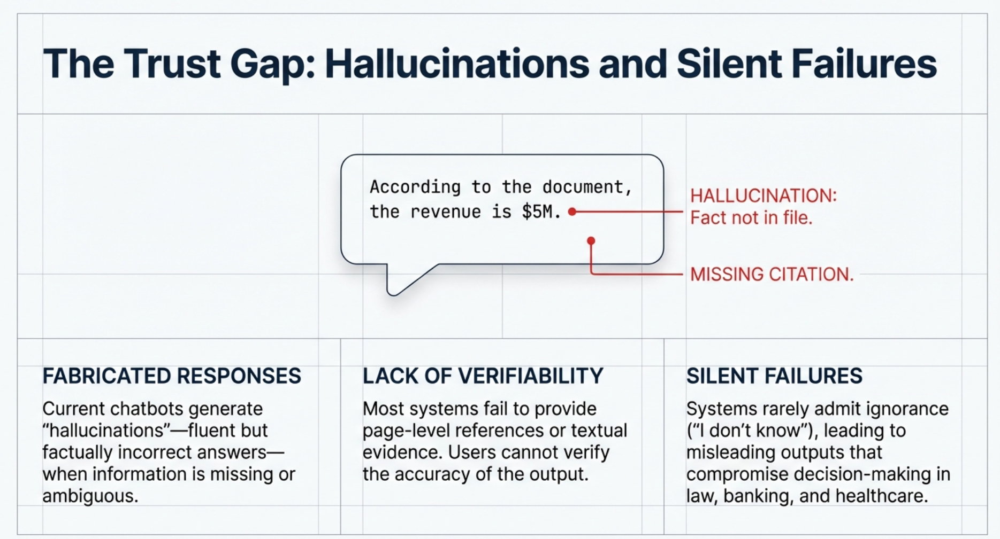 The Trust Gap: Hallucinations and Silent Failures
According to the document,
the revenue is $5M.
HALLUCINATION:
Fact not in file.
MISSING CITATION.
FABRICATED RESPONSES
Current chatbots generate
“hallucinations”—fluent but
factually incorrect answers—
when information is missing or
ambiguous.
LACK OF VERIFIABILITY
Most systems fail to provide
page-level references or textual
evidence. Users cannot verify
the accuracy of the output.
SILENT FAILURES
Systems rarely admit ignorance
(“I don’t know”), leading to
misleading outputs that
compromise decision-making in
law, banking, and healthcare.